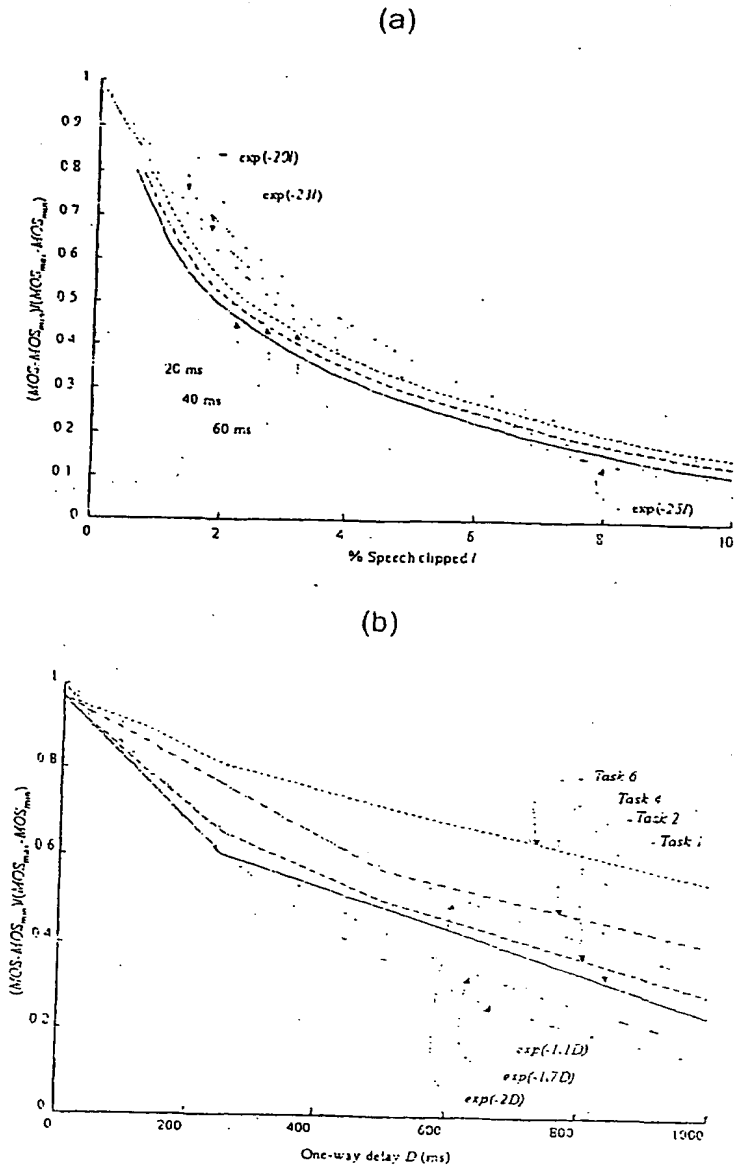 (a)
1
0.9
0.8
0.7
0.6
0.5
0.4
0.3
0.2
0.1
0
(MOS-MOSmin)/(MOSmax-MOSmin)
exp(-20l)
exp(-23l)
20 ms
40 ms
60 ms
exp(-25l)
0 2 4 6 8 10
% Speech clipped l
(b)
1
0.8
0.6
0.4
0.2
0
(MOS-MOSmin)/(MOSmax-MOSmin)
Task 6
Task 4
Task 2
Task 1
exp(-1.1D)
exp(-1.7D)
exp(-2D)
200 400 600 800 1000
One-way delay D (ms)